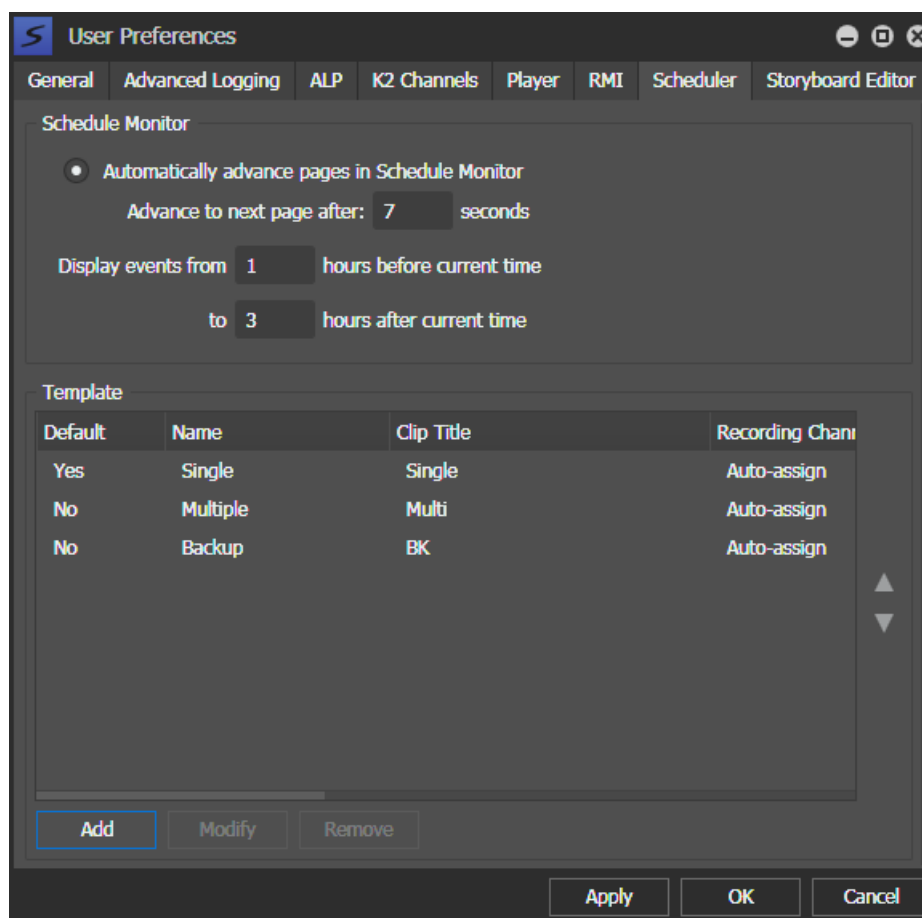 User Preferences
General Advanced Logging ALP K2 Channels Player RMI Scheduler Storyboard Editor
Schedule Monitor
Automatically advance pages in Schedule Monitor
Advance to next page after: 7 seconds
Display events from 1 hours before current time
to 3 hours after current time
Template
Default Name Clip Title Recording Chann
Yes Single Single Auto-assign
No Multiple Multi Auto-assign
No Backup BK Auto-assign
Add Modify Remove
Apply OK Cancel